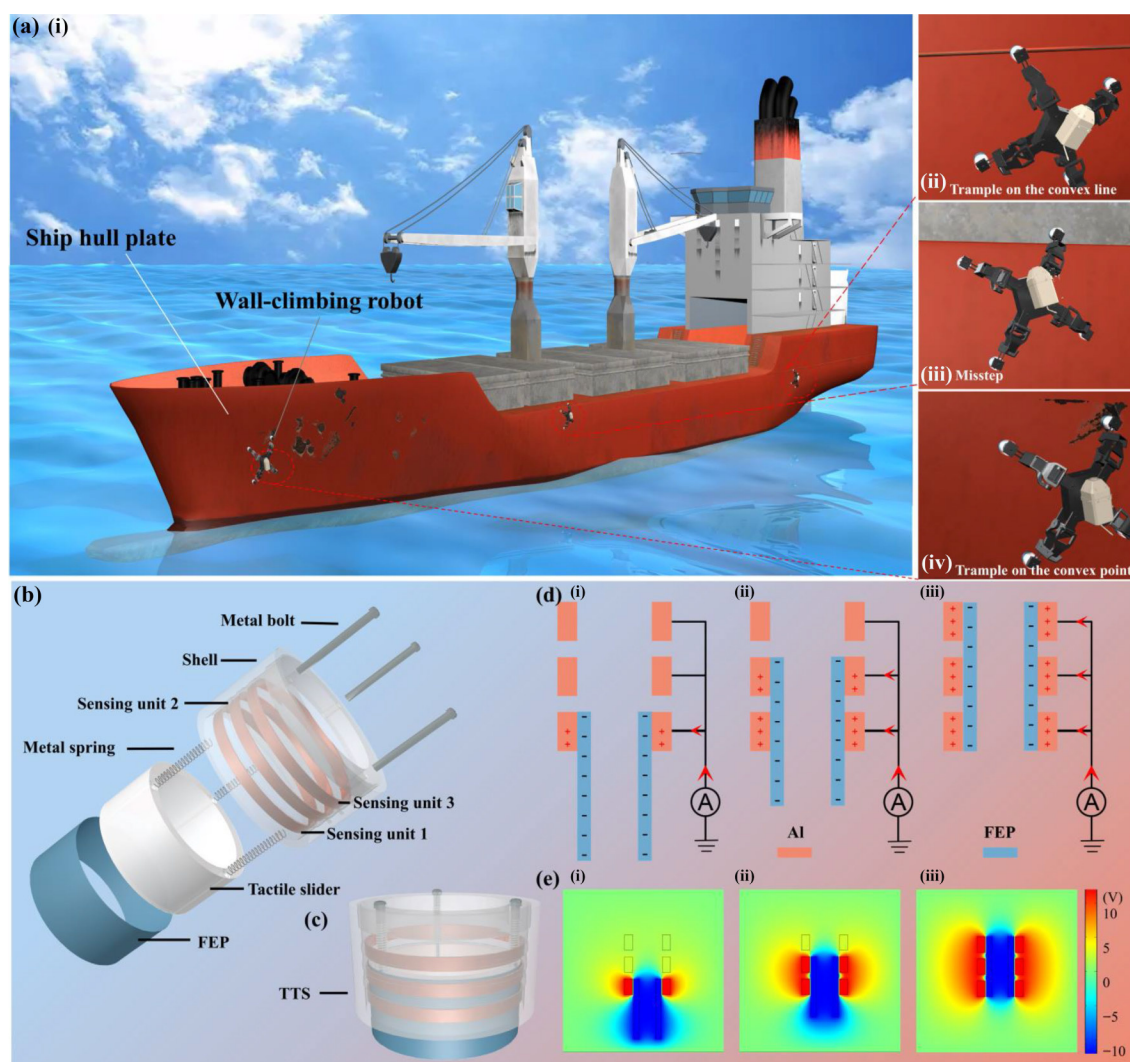 (a) (i)
Ship hull plate
Wall-climbing robot
(ii) Trample on the convex line
(iii) Misstep
(iv) Trample on the convex point
(b)
Metal bolt
Shell
Sensing unit 2
Metal spring
Sensing unit 3
Sensing unit 1
Tactile slider
FEP
(c)
TTS
(d) (i) (ii) (iii)
+ + + +
- - - -
A A A
Al FEP
(e) (i) (ii) (iii)
(V)
10
5
0
−5
−10